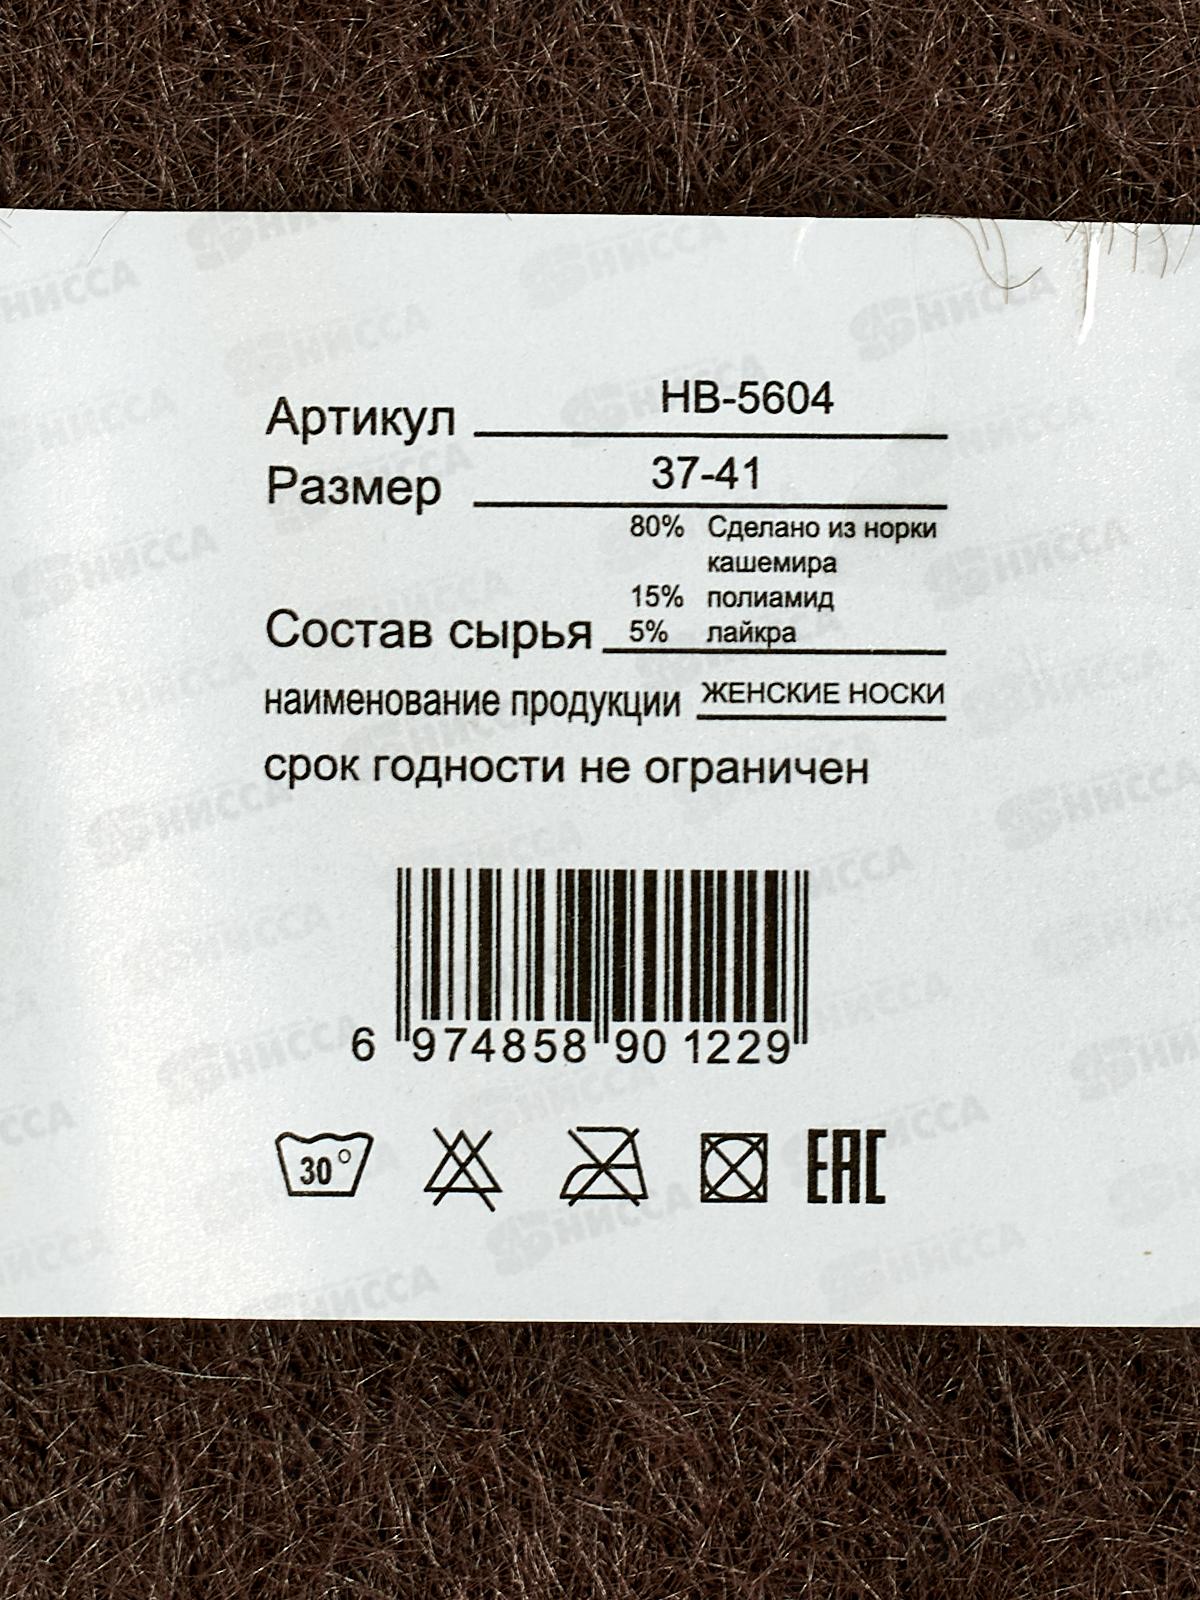 Артикул HB-5604
Размер 37-41
80% Сделано из норки
кашемира
15% полиамид
Состав сырья 5% лайкра
наименование продукции ЖЕНСКИЕ НОСКИ
срок годности не ограничен
6 974858 901229
30° EAC
НИССА